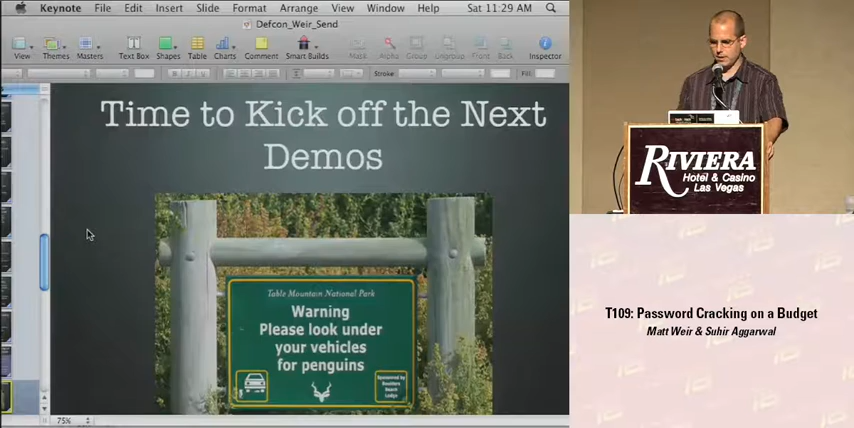 Keynote File Edit Insert Slide Format Arrange View Window Help Sat 11:29 AM
Defcon_Weir_Send
View Themes Masters Text Box Shapes Table Charts Comment Smart Builds Mask Alpha Group Ungroup Front Back Inspector
Stroke: Fill:
Time to Kick off the Next
Demos
Table Mountain National Park
Warning
Please look under
your vehicles
for penguins
Sponsored by
Boulders
Beach
Lodge
75%
RIVIERA
Hotel & Casino
Las Vegas
T109: Password Cracking on a Budget
Matt Weir & Suhir Aggarwal